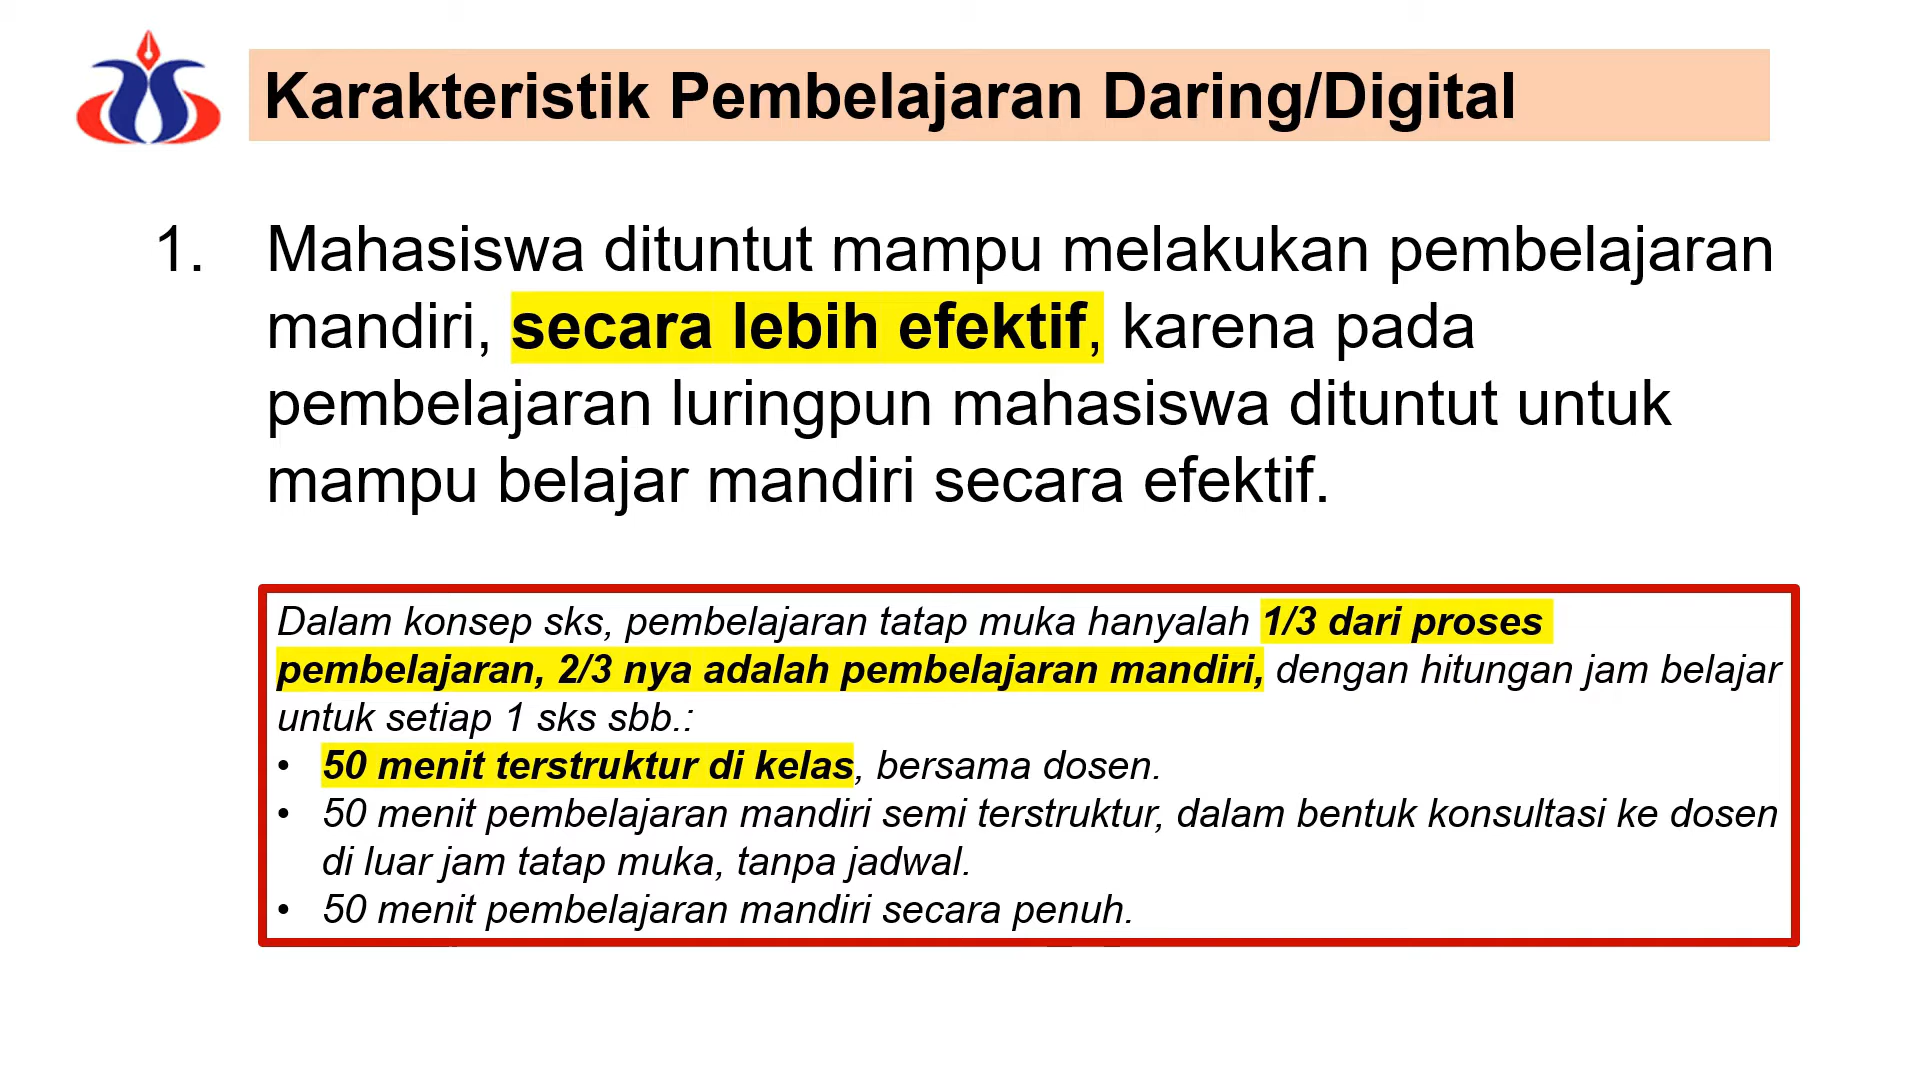 Karakteristik Pembelajaran Daring/Digital
1. Mahasiswa dituntut mampu melakukan pembelajaran
mandiri, secara lebih efektif, karena pada
pembelajaran luringpun mahasiswa dituntut untuk
mampu belajar mandiri secara efektif.
Dalam konsep sks, pembelajaran tatap muka hanyalah 1/3 dari proses
pembelajaran, 2/3 nya adalah pembelajaran mandiri, dengan hitungan jam belajar
untuk setiap 1 sks sbb.:
• 50 menit terstruktur di kelas, bersama dosen.
• 50 menit pembelajaran mandiri semi terstruktur, dalam bentuk konsultasi ke dosen
di luar jam tatap muka, tanpa jadwal.
• 50 menit pembelajaran mandiri secara penuh.